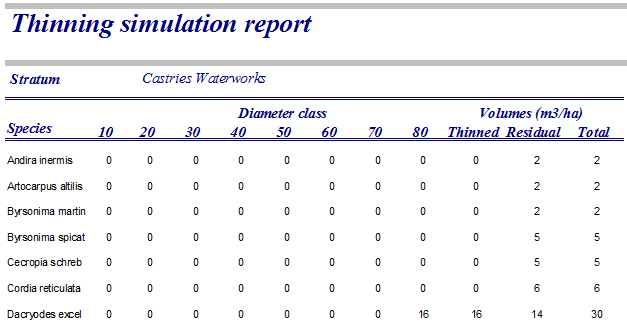 Thinning simulation report
Stratum Castries Waterworks
Diameter class Volumes (m3/ha)
Species 10 20 30 40 50 60 70 80 Thinned Residual Total
Andira inermis 0 0 0 0 0 0 0 0 0 2 2
Artocarpus altilis 0 0 0 0 0 0 0 0 0 2 2
Byrsonima martin 0 0 0 0 0 0 0 0 0 2 2
Byrsonima spicat 0 0 0 0 0 0 0 0 0 5 5
Cecropia schreb 0 0 0 0 0 0 0 0 0 5 5
Cordia reticulata 0 0 0 0 0 0 0 0 0 6 6
Dacryodes excel 0 0 0 0 0 0 0 16 16 14 30